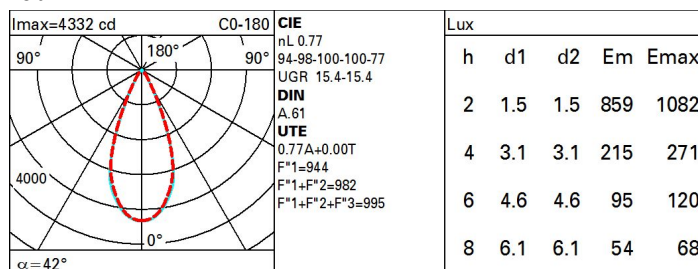 Imax=4332 cd C0-180
90° 180° 90°
4000
0°
α=42°
CIE
nL 0.77
94-98-100-100-77
UGR 15.4-15.4
DIN
A.61
UTE
0.77A+0.00T
F"1=944
F"1+F"2=982
F"1+F"2+F"3=995
Lux
h d1 d2 Em Emax
2 1.5 1.5 859 1082
4 3.1 3.1 215 271
6 4.6 4.6 95 120
8 6.1 6.1 54 68